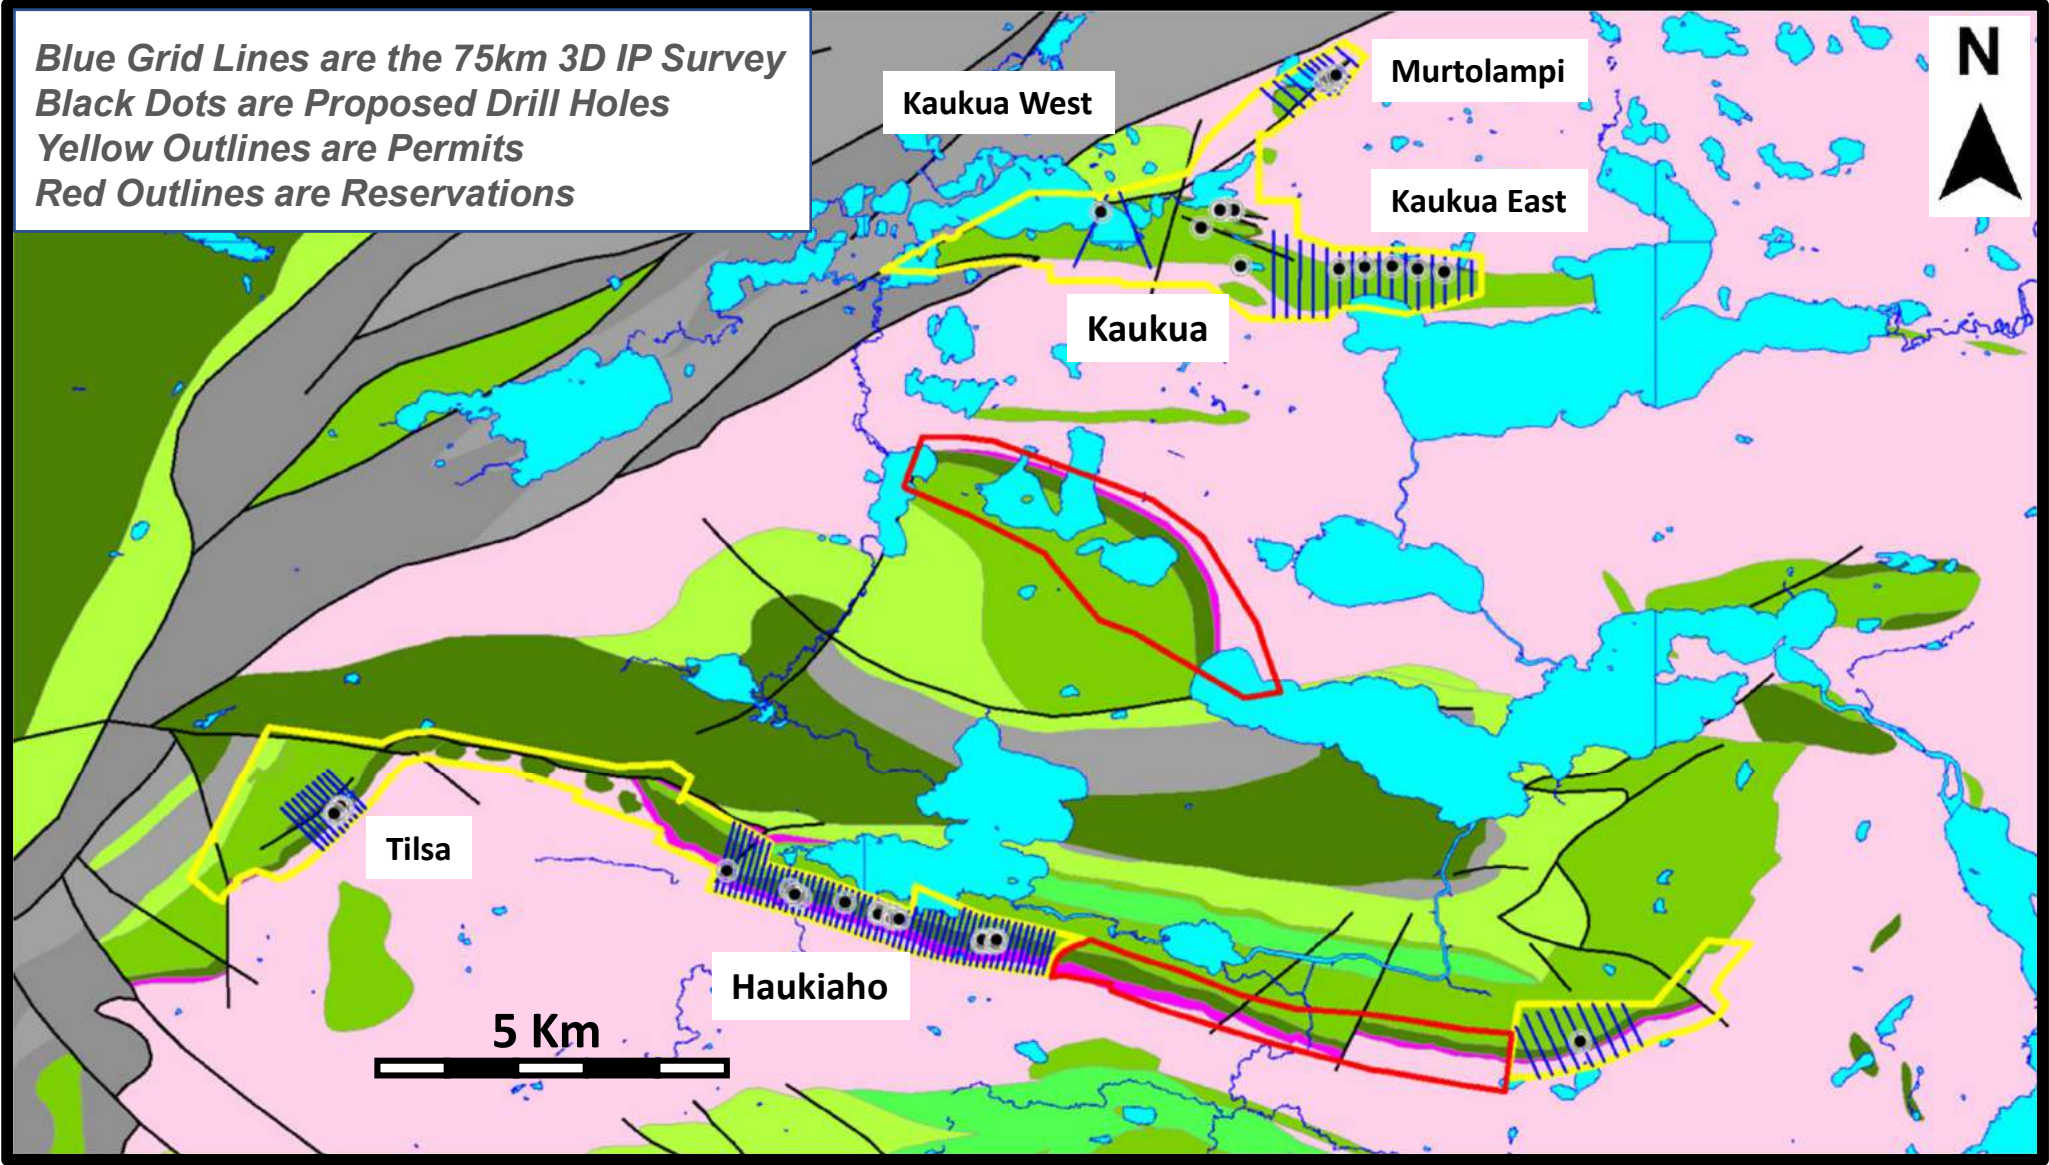 Blue Grid Lines are the 75km 3D IP Survey
Black Dots are Proposed Drill Holes
Yellow Outlines are Permits
Red Outlines are Reservations
N
Murtolampi
Kaukua West
Kaukua East
Kaukua
Tilsa
Haukiaho
5 Km